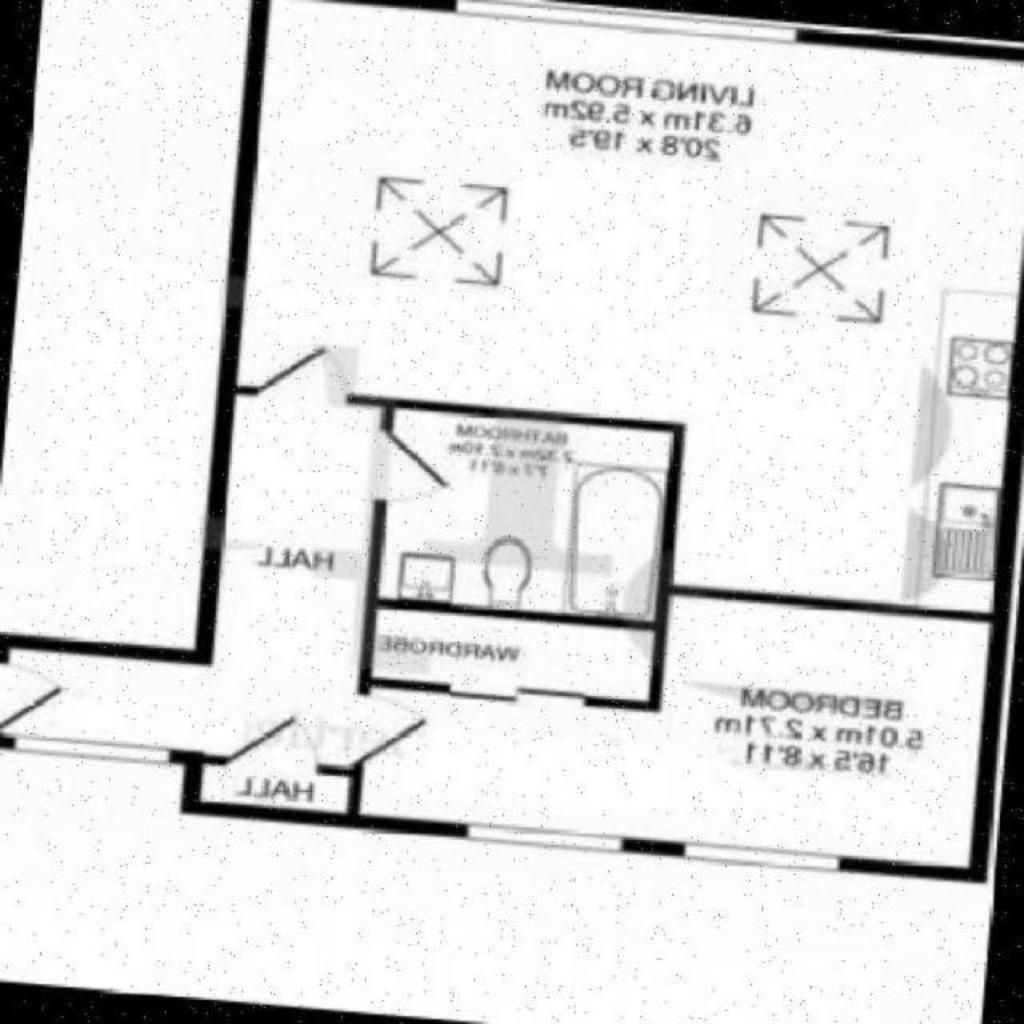 LIVING ROOM
6.31m x 5.92m
20'8 x 19'5
BATHROOM
2.32m x 2.10m
7'7 x 6'11
HALL
WARDROBE
BEDROOM
5.01m x 2.71m
16'5 x 8'11
HALL